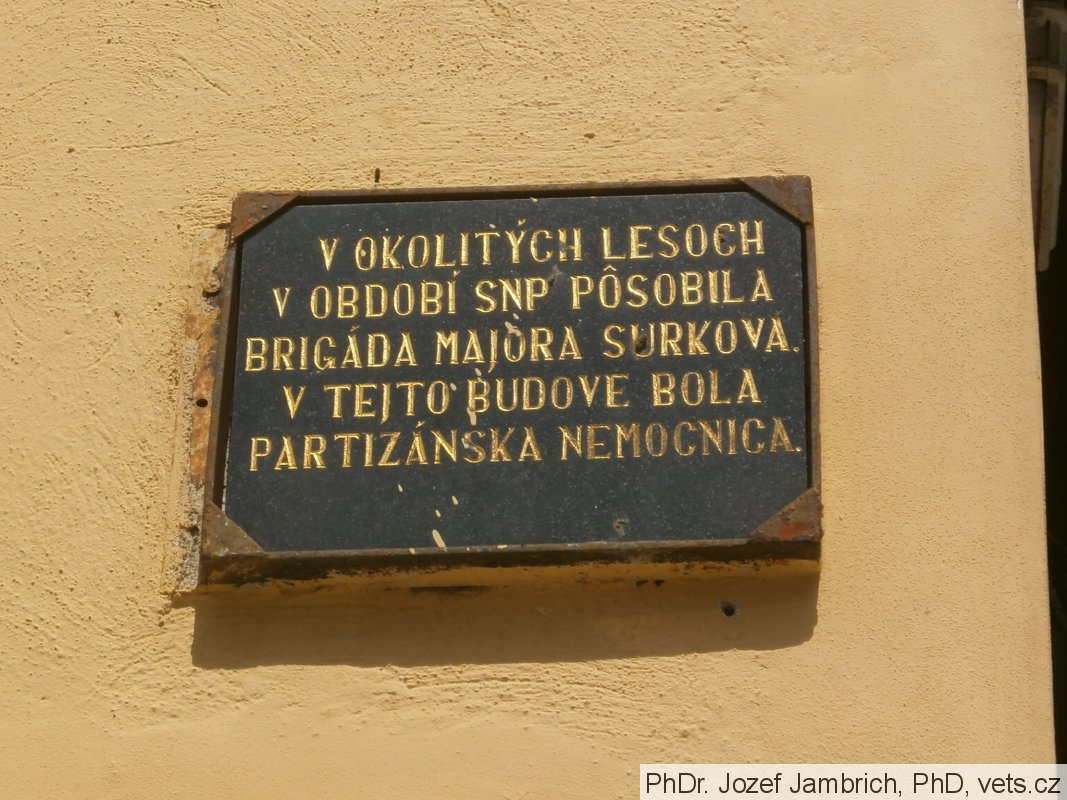 V OKOLITÝCH LESOCH
V OBDOBÍ SNP PÔSOBILA
BRIGÁDA MAJORA SURKOVA.
V TEJTO BUDOVE BOLA
PARTIZÁNSKA NEMOCNICA.
PhDr. Jozef Jambrich, PhD, vets.cz